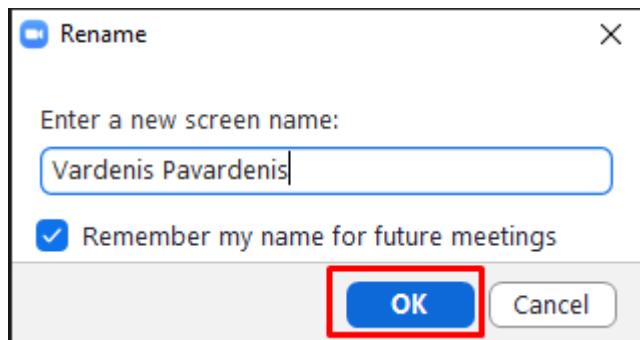 Rename
Enter a new screen name:
Vardenis Pavardenis
Remember my name for future meetings
OK Cancel